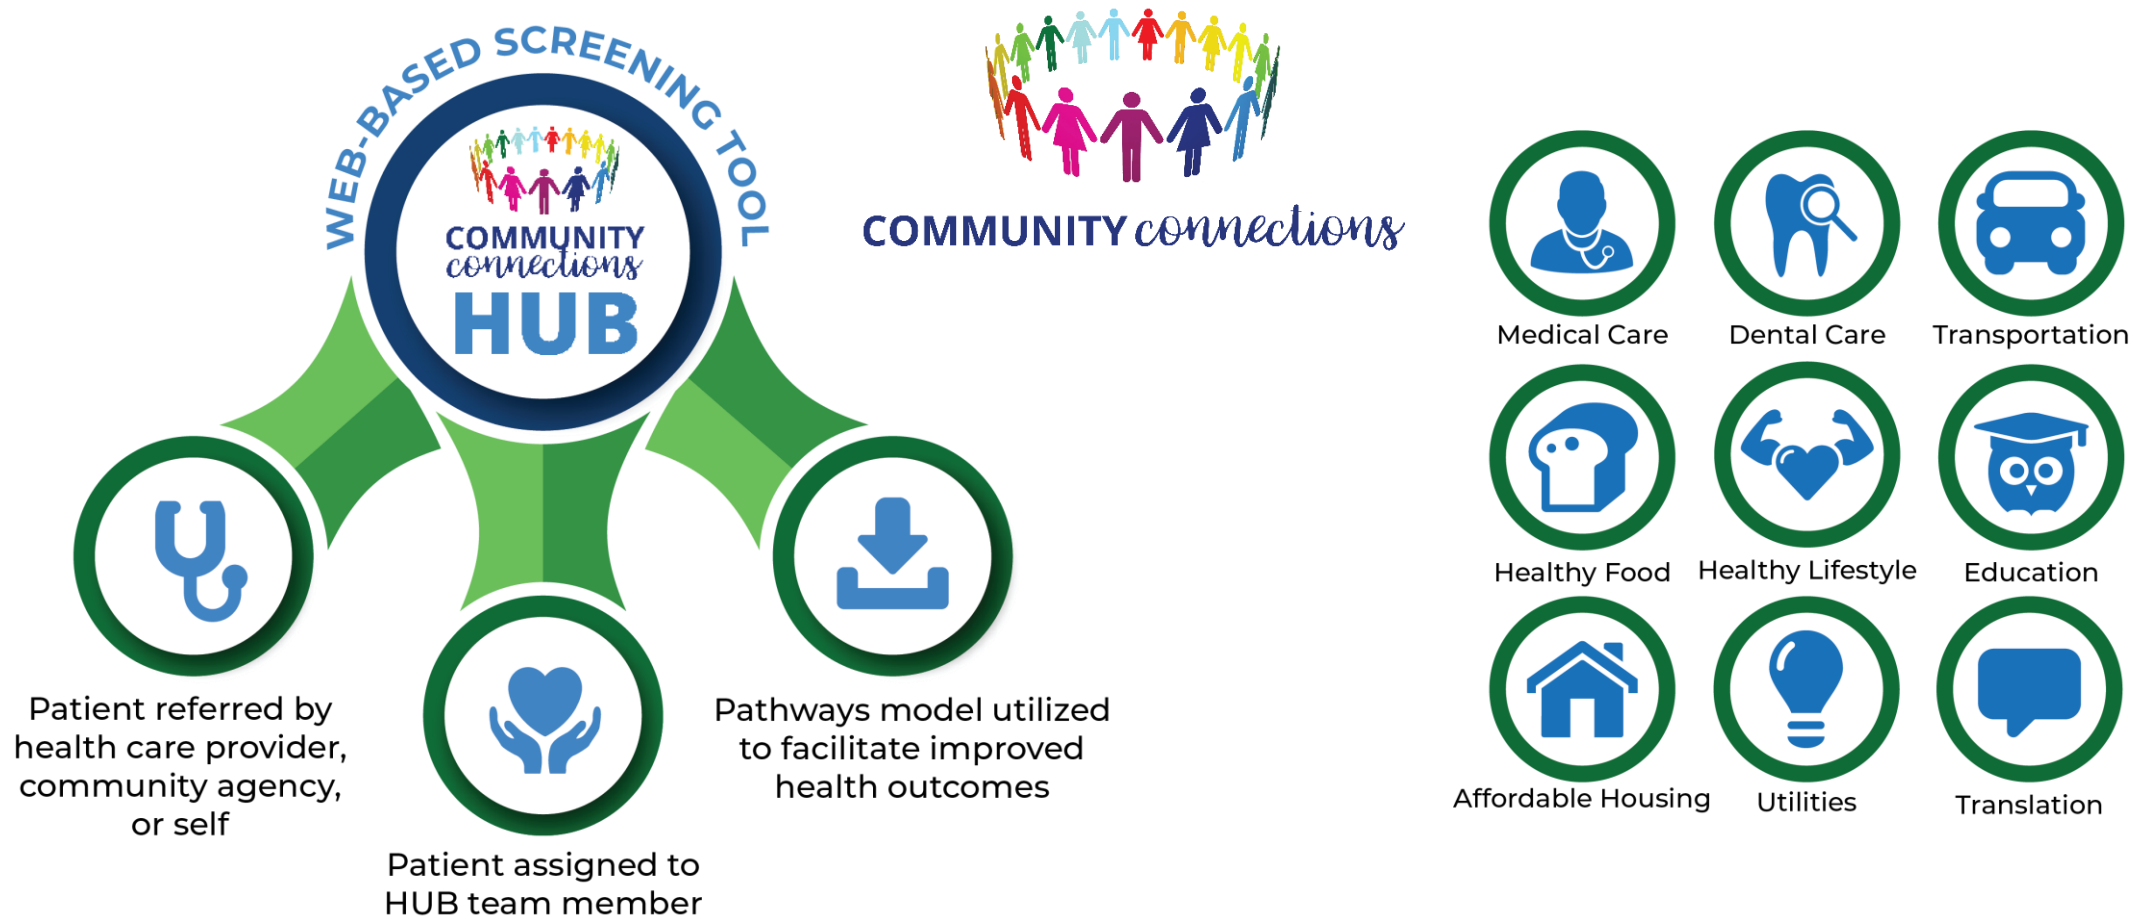 WEB-BASED SCREENING TOOL
COMMUNITY
connections
HUB
Patient referred by
health care provider,
community agency,
or self
Patient assigned to
HUB team member
Pathways model utilized
to facilitate improved
health outcomes
COMMUNITY connections
Medical Care
Dental Care
Transportation
Healthy Food
Healthy Lifestyle
Education
Affordable Housing
Utilities
Translation